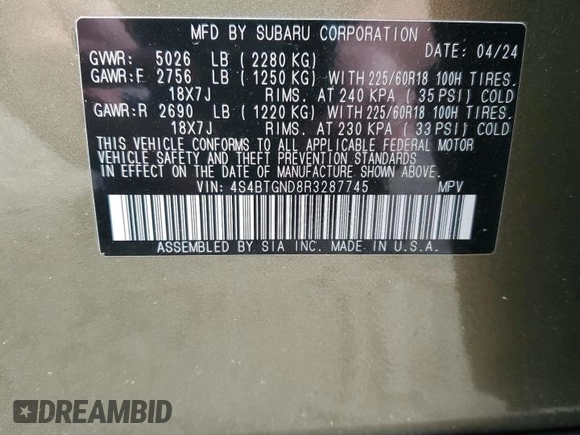 MFD BY SUBARU CORPORATION
DATE: 04/24
GVWR: 5026 LB (2280 KG)
GAWR:F 2756 LB (1250 KG) WITH 225/60R18 100H TIRES.
18X7J RIMS. AT 240 KPA (35 PSI) COLD
GAWR:R 2690 LB (1220 KG) WITH 225/60R18 100H TIRES.
18X7J RIMS. AT 230 KPA (33 PSI) COLD
THIS VEHICLE CONFORMS TO ALL APPLICABLE FEDERAL MOTOR
VEHICLE SAFETY AND THEFT PREVENTION STANDARDS
IN EFFECT ON THE DATE OF MANUFACTURE SHOWN ABOVE.
VIN: 4S4BTGND8R3287745 MPV
ASSEMBLED BY SIA INC. MADE IN U.S.A.
DREAMBID